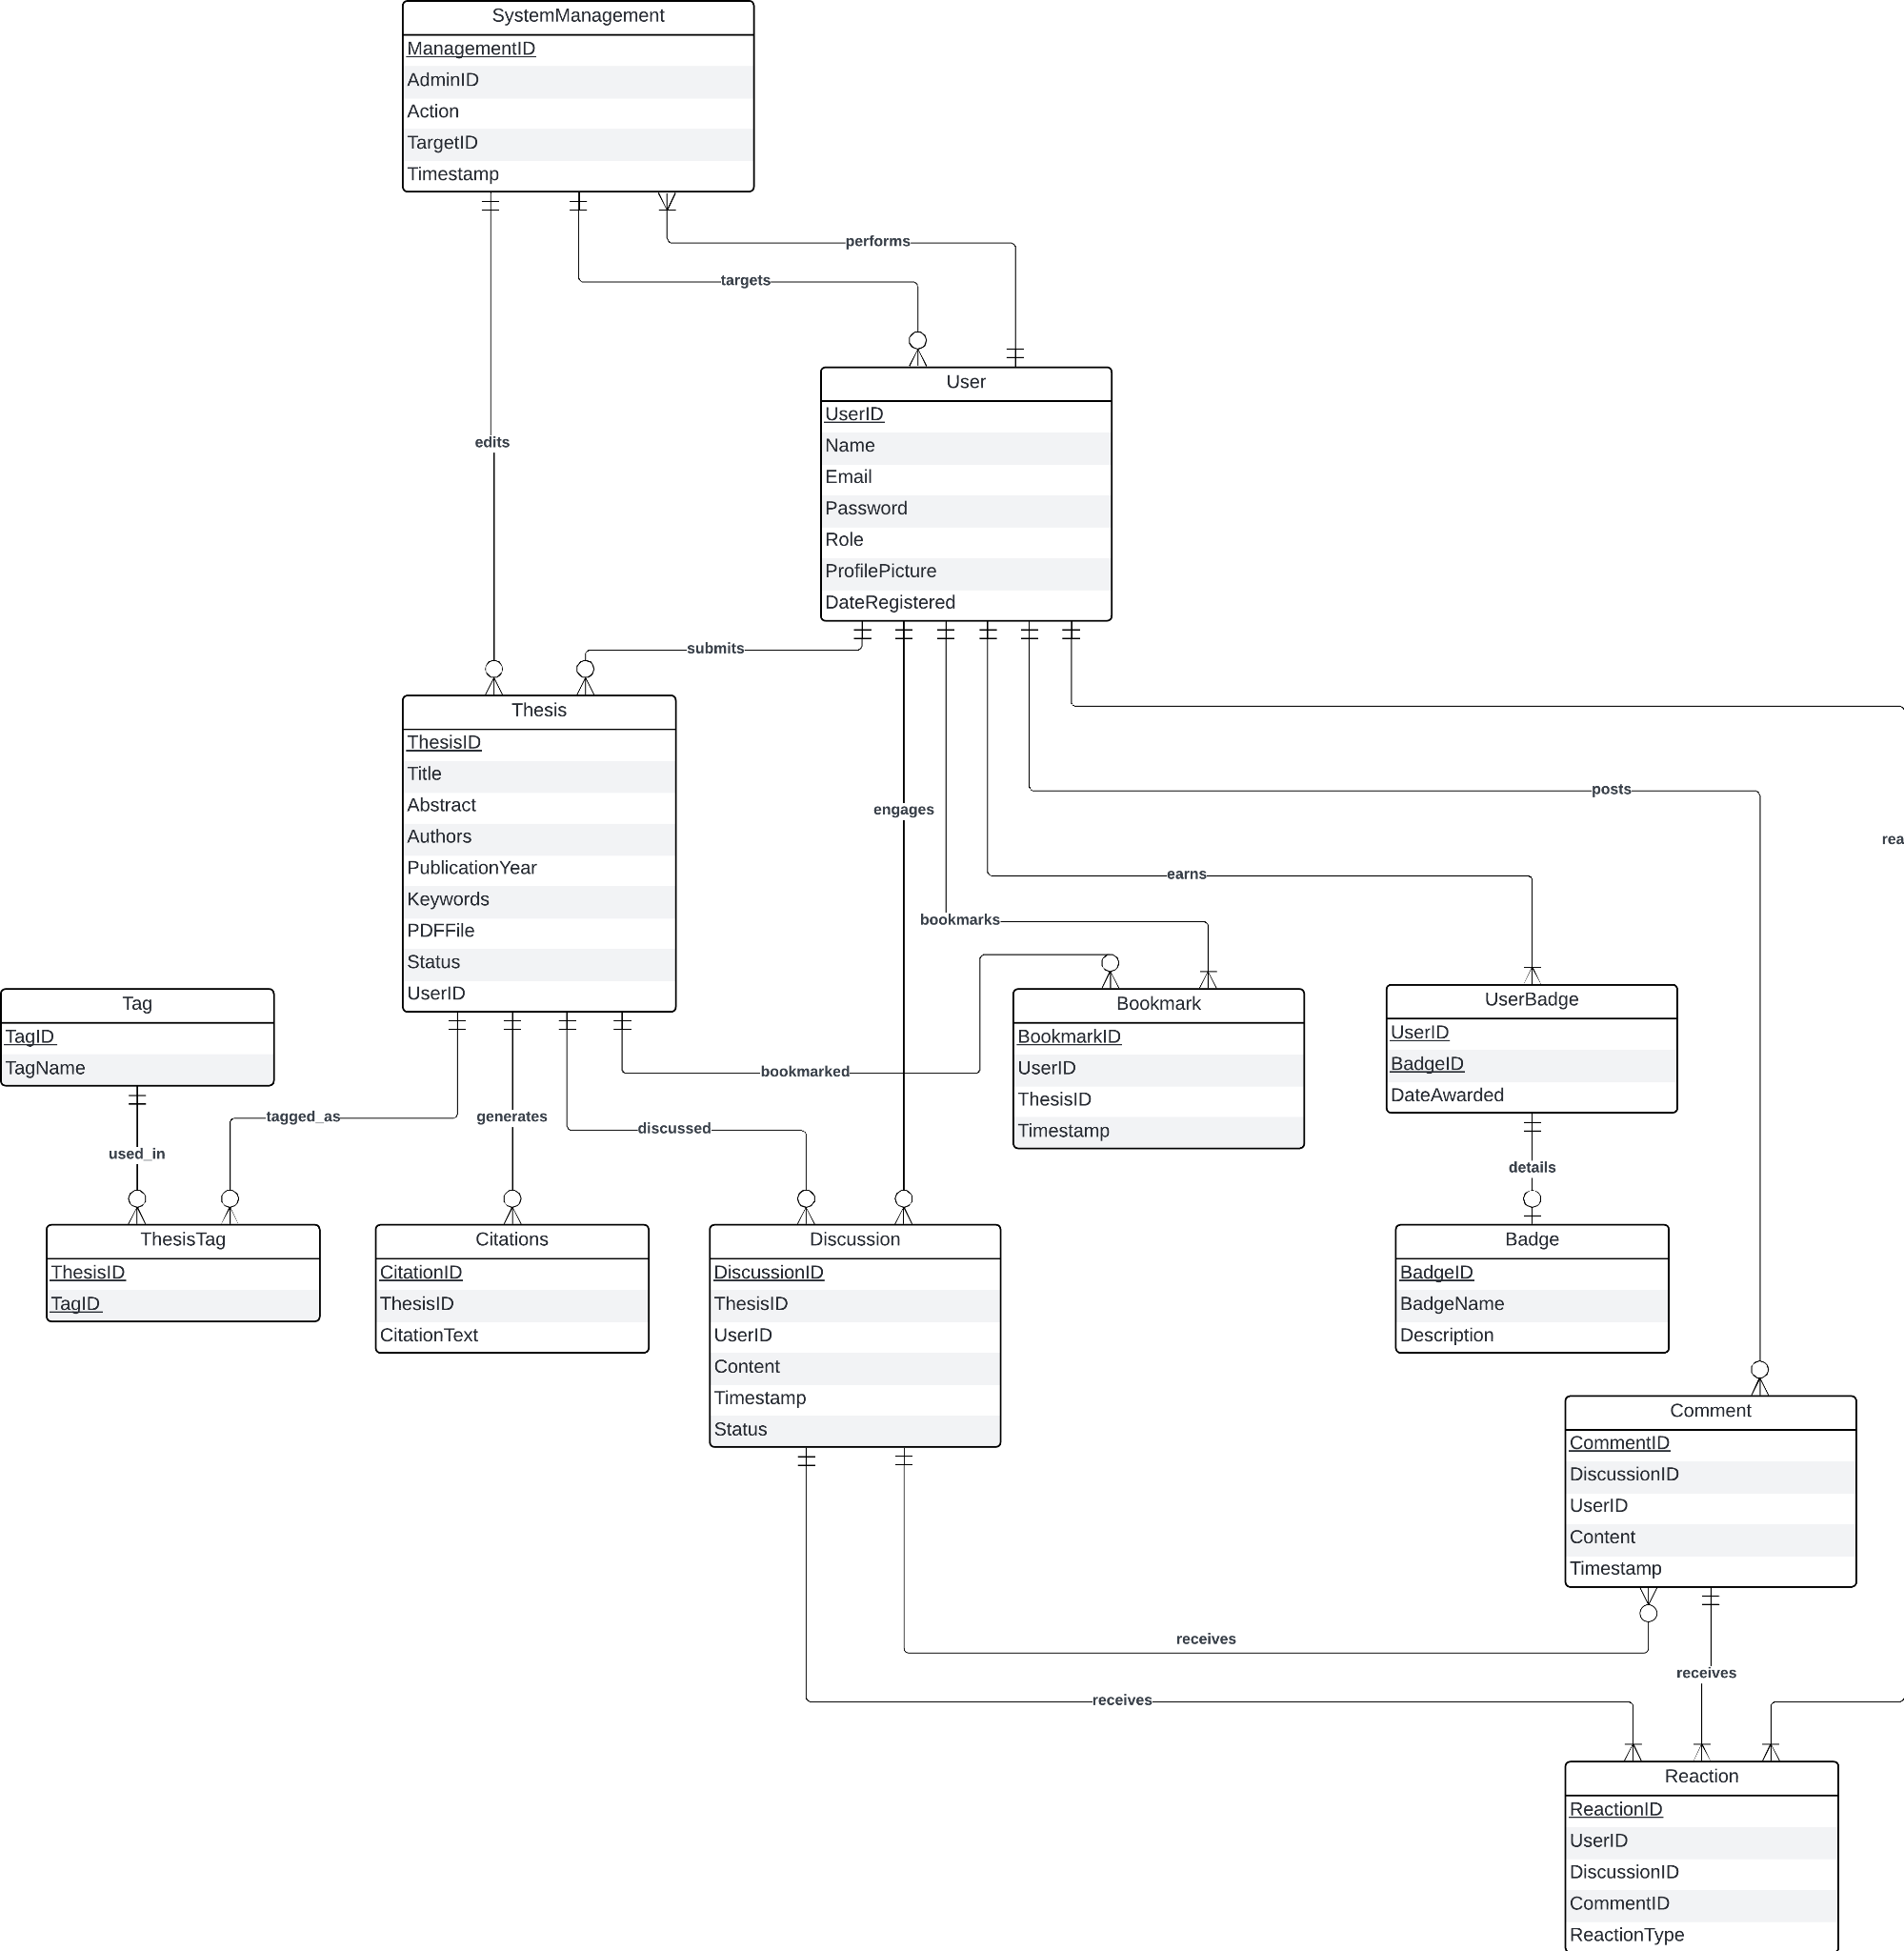 SystemManagement
ManagementID
AdminID
Action
TargetID
Timestamp
performs
targets
User
UserID
Name
Email
Password
Role
ProfilePicture
DateRegistered
edits
submits
Thesis
ThesisID
Title
Abstract
Authors
PublicationYear
Keywords
PDFFile
Status
UserID
engages
posts
rea
earns
bookmarks
Tag
TagID
TagName
Bookmark
BookmarkID
UserID
ThesisID
Timestamp
UserBadge
UserID
BadgeID
DateAwarded
bookmarked
tagged_as
generates
discussed
used_in
details
ThesisTag
ThesisID
TagID
Citations
CitationID
ThesisID
CitationText
Discussion
DiscussionID
ThesisID
UserID
Content
Timestamp
Status
Badge
BadgeID
BadgeName
Description
Comment
CommentID
DiscussionID
UserID
Content
Timestamp
receives
receives
receives
Reaction
ReactionID
UserID
DiscussionID
CommentID
ReactionType